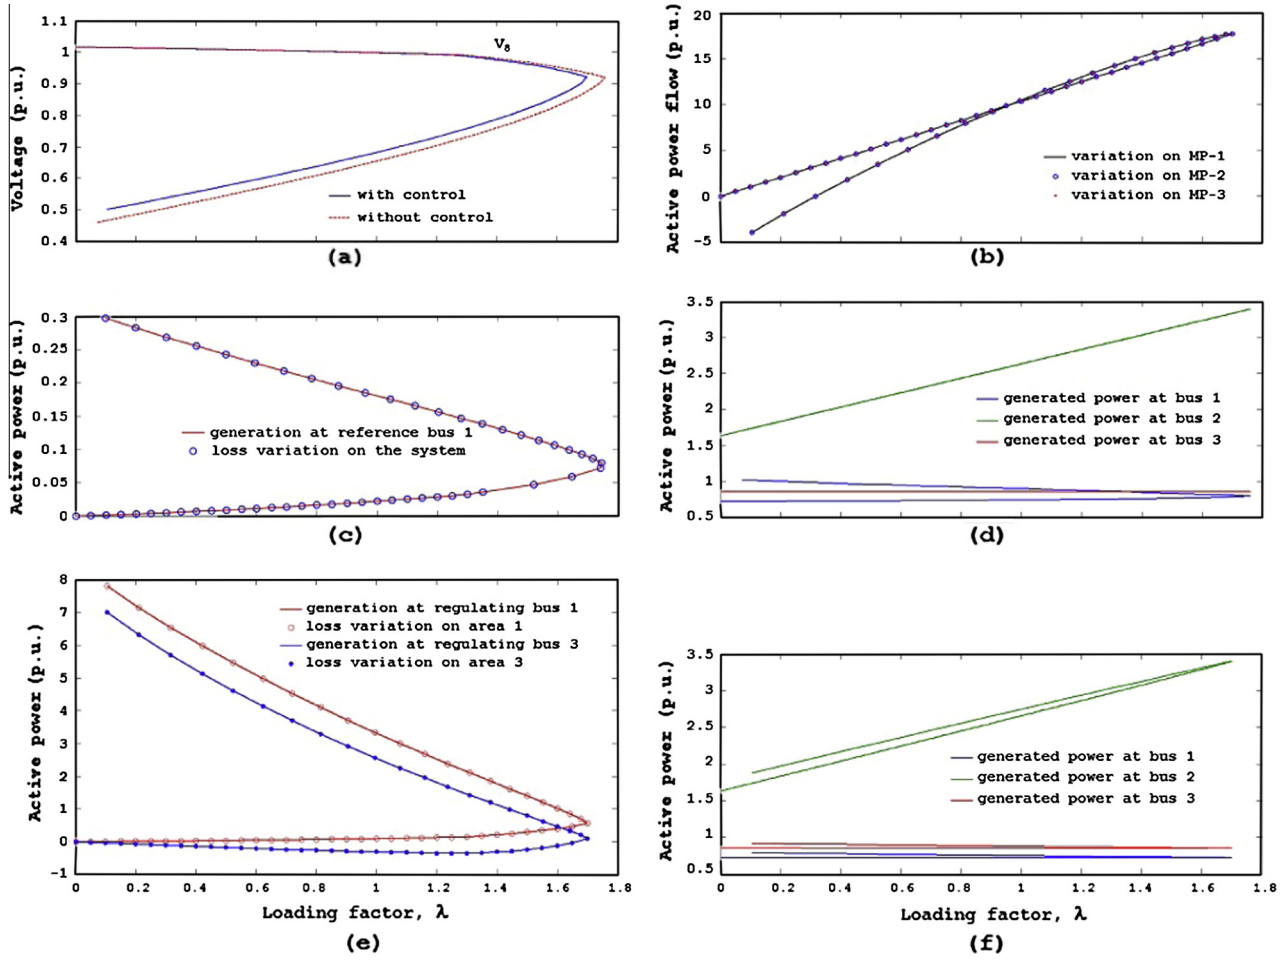 1.1
1
0.9
0.8
0.7
0.6
0.5
0.4
Voltage (p.u.)
V8
with control
without control
(a)
20
15
10
5
0
-5
Active power flow (p.u.)
variation on MP-1
variation on MP-2
variation on MP-3
(b)
0.3
0.25
0.2
0.15
0.1
0.05
0
Active power (p.u.)
generation at reference bus 1
loss variation on the system
(c)
3.5
3
2.5
2
1.5
1
0.5
Active power (p.u.)
generated power at bus 1
generated power at bus 2
generated power at bus 3
(d)
8
7
6
5
4
3
2
1
0
-1
Active power (p.u.)
generation at regulating bus 1
loss variation on area 1
generation at regulating bus 3
loss variation on area 3
0 0.2 0.4 0.6 0.8 1 1.2 1.4 1.6 1.8
Loading factor, λ
(e)
3.5
3
2.5
2
1.5
1
0.5
Active power (p.u.)
generated power at bus 1
generated power at bus 2
generated power at bus 3
0 0.2 0.4 0.6 0.8 1 1.2 1.4 1.6 1.8
Loading factor, λ
(f)